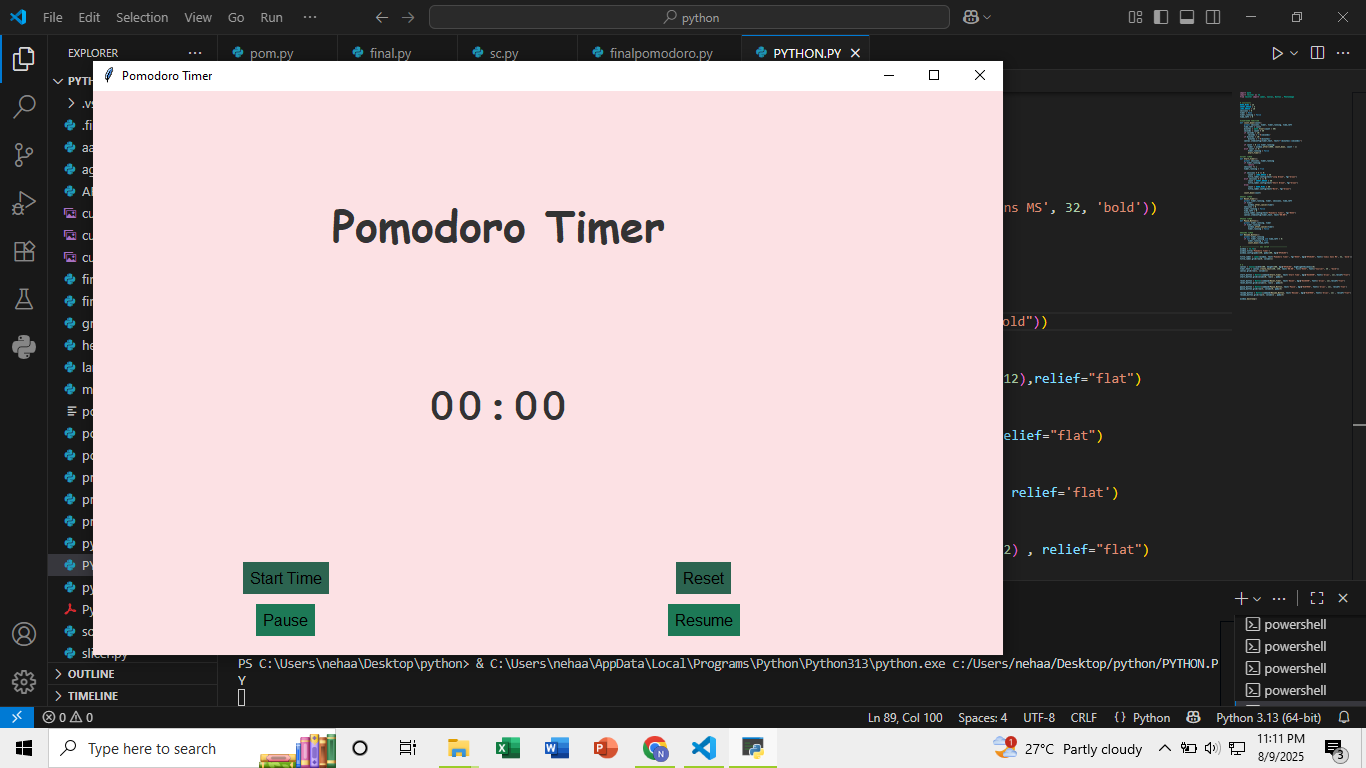 File Edit Selection View Go Run ··· python
EXPLORER ···
pom.py final.py sc.py finalpomodoro.py PYTHON.PY
Pomodoro Timer
PYTH
.vs
.fi
aa
ag
cu
cu
cu
fin
fin
gr
he
la
m
po
po
po
pr
pr
pr
py
PY
py
Py
slicer.py
OUTLINE
TIMELINE
Pomodoro Timer
00:00
Start Time Reset
Pause Resume
ns MS', 32, 'bold'))
old"))
12),relief="flat")
elief="flat")
relief='flat')
2) , relief="flat")
powershell
powershell
powershell
powershell
PS C:\Users\nehaa\Desktop\python> & C:\Users\nehaa\AppData\Local\Programs\Python\Python313\python.exe c:/Users/nehaa/Desktop/python/PYTHON.P
Y
0 0 Ln 89, Col 100 Spaces: 4 UTF-8 CRLF {} Python Python 3.13 (64-bit)
Type here to search
1 27°C Partly cloudy
11:11 PM
8/9/2025
3